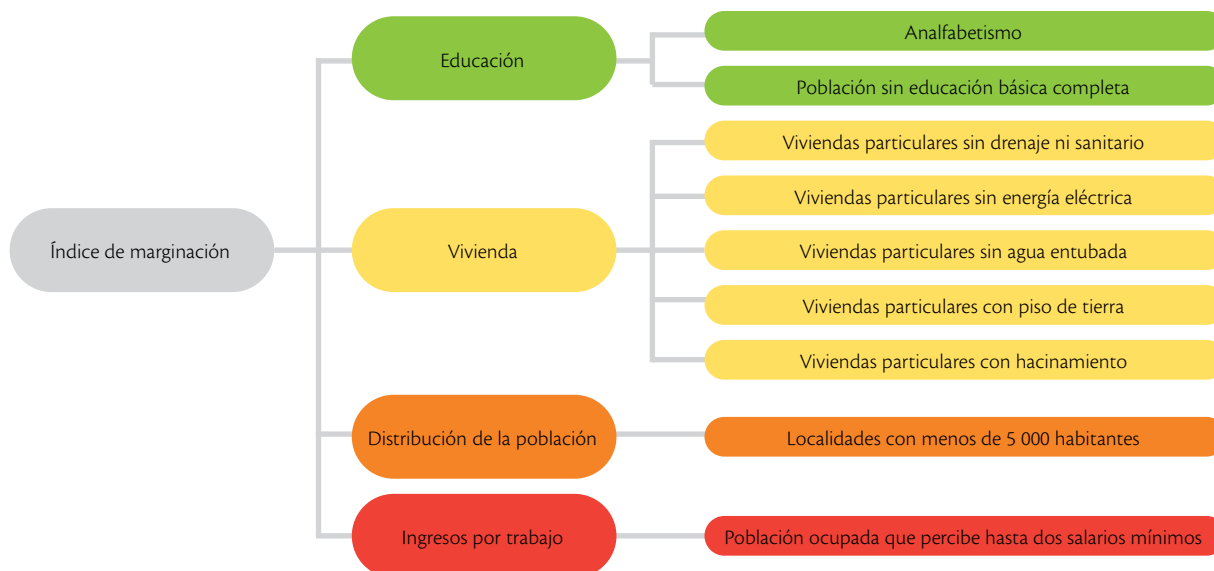 Índice de marginación
Educación
Analfabetismo
Población sin educación básica completa
Vivienda
Viviendas particulares sin drenaje ni sanitario
Viviendas particulares sin energía eléctrica
Viviendas particulares sin agua entubada
Viviendas particulares con piso de tierra
Viviendas particulares con hacinamiento
Distribución de la población
Localidades con menos de 5 000 habitantes
Ingresos por trabajo
Población ocupada que percibe hasta dos salarios mínimos